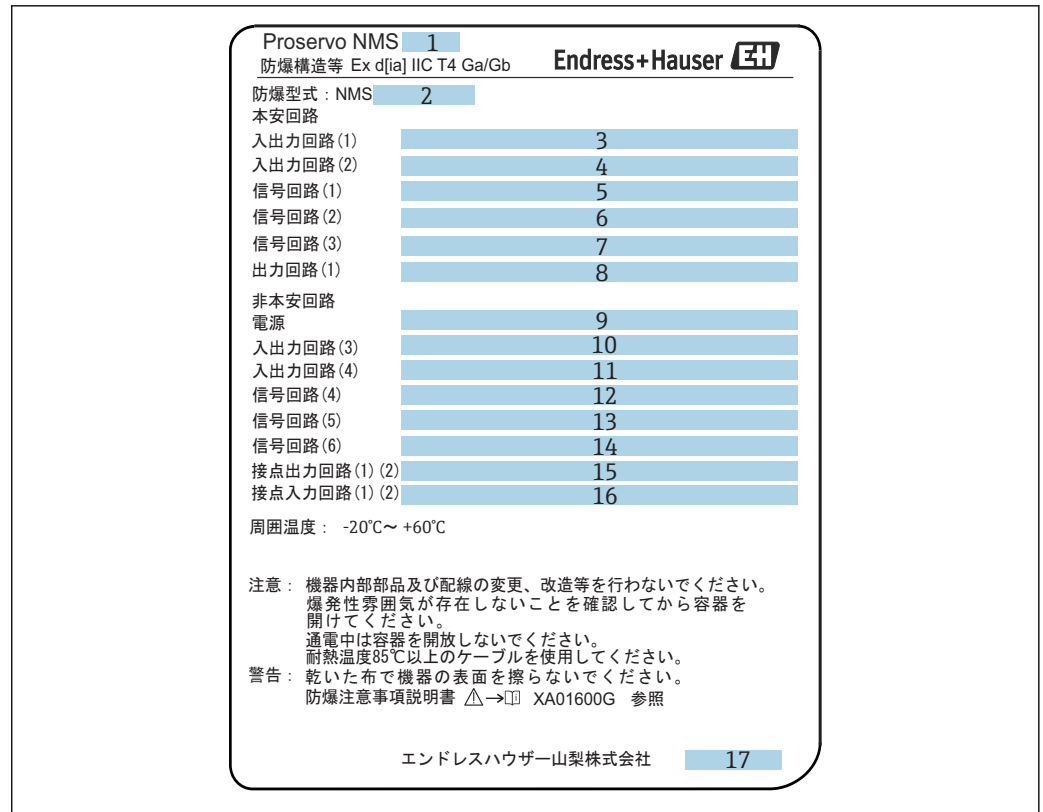 Proservo NMS 1
Endress+Hauser EH
防爆構造等 Ex d[ia] IIC T4 Ga/Gb
防爆型式：NMS 2
本安回路
入出力回路(1) 3
入出力回路(2) 4
信号回路(1) 5
信号回路(2) 6
信号回路(3) 7
出力回路(1) 8
非本安回路
電源 9
入出力回路(3) 10
入出力回路(4) 11
信号回路(4) 12
信号回路(5) 13
信号回路(6) 14
接点出力回路(1)(2) 15
接点入力回路(1)(2) 16
周囲温度： -20℃～+60℃
注意： 機器内部部品及び配線の変更、改造等を行わないでください。
爆発性雰囲気が存在しないことを確認してから容器を
開けてください。
通電中は容器を開放しないでください。
耐熱温度85℃以上のケーブルを使用してください。
警告： 乾いた布で機器の表面を擦らないでください。
防爆注意事項説明書 ⚠→📖 XA01600G 参照
エンドレスハウザー山梨株式会社 17